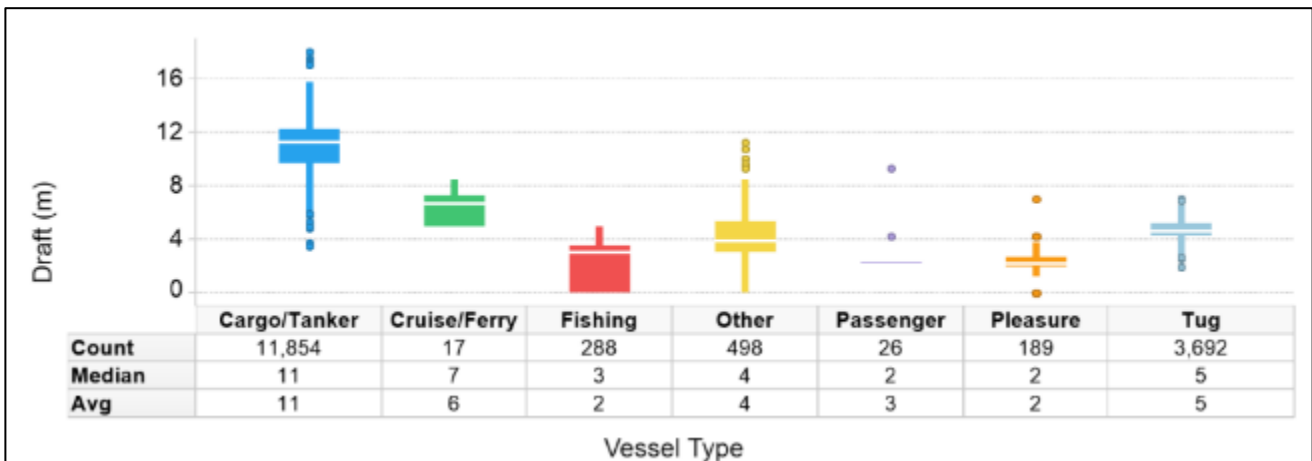 Draft (m)
16
12
8
4
0
Cargo/Tanker Cruise/Ferry Fishing Other Passenger Pleasure Tug
Count 11,854 17 288 498 26 189 3,692
Median 11 7 3 4 2 2 5
Avg 11 6 2 4 3 2 5
Vessel Type